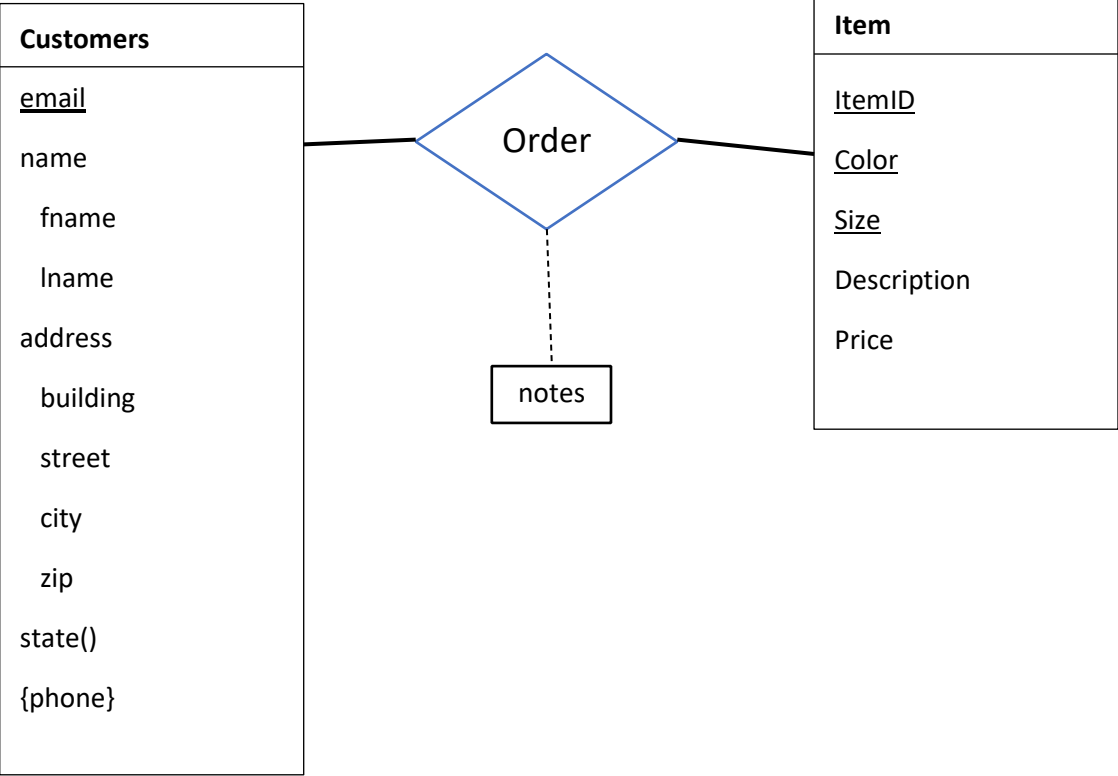 Customers
email
name
fname
lname
address
building
street
city
zip
state()
{phone}
Order
notes
Item
ItemID
Color
Size
Description
Price